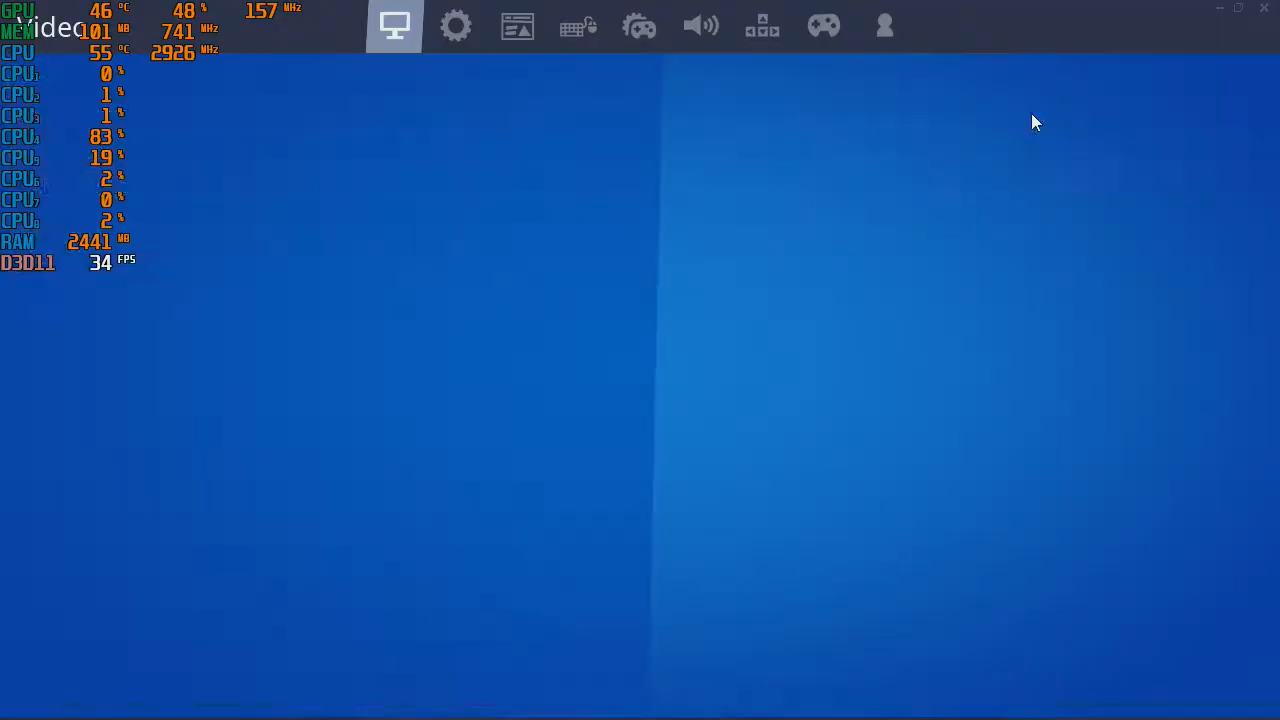 Video
GPU 46 °C 48 % 157 MHz
MEM 101 MB 741 MHz
CPU 55 °C 2926 MHz
CPU1 0 %
CPU2 1 %
CPU3 1 %
CPU4 83 %
CPU5 19 %
CPU6 2 %
CPU7 0 %
CPU8 2 %
RAM 2441 MB
D3D11 34 FPS